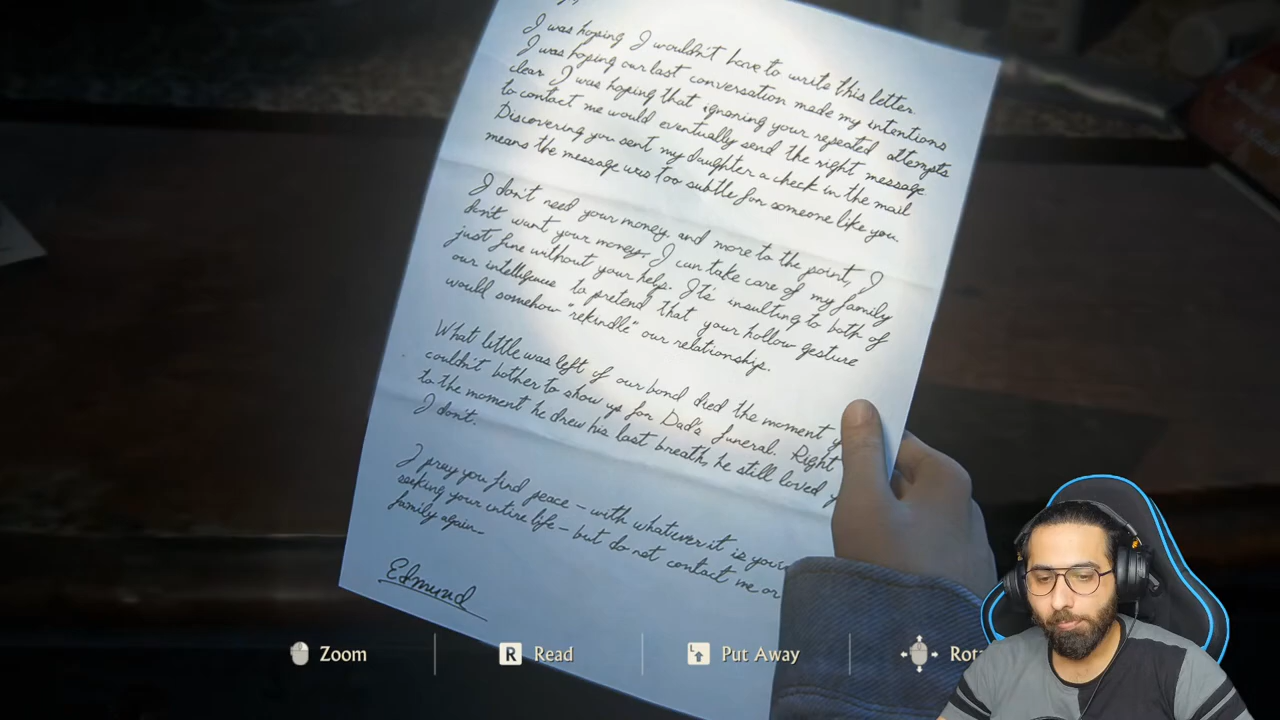 I was hoping I wouldn't have to write this letter.
I was hoping our last conversation made my intentions
clear. I was hoping that ignoring your repeated attempts
to contact me would eventually send the right message.
Discovering you sent my daughter a check in the mail
means the message was too subtle for someone like you.
I don't need your money and more to the point, I
don't want your money. I can take care of my family
just fine without your help. It's insulting to both of
our intelligence to pretend that your hollow gesture
would somehow "rekindle" our relationship.
What little was left of our bond died the moment
couldn't bother to show up for Dad's funeral. Right
to the moment he drew his last breath, he still loved
I don't.
I pray you find peace - with whatever it is
seeking your entire life - but do not contact me or
family again.
Edmund
Zoom
R Read
Put Away